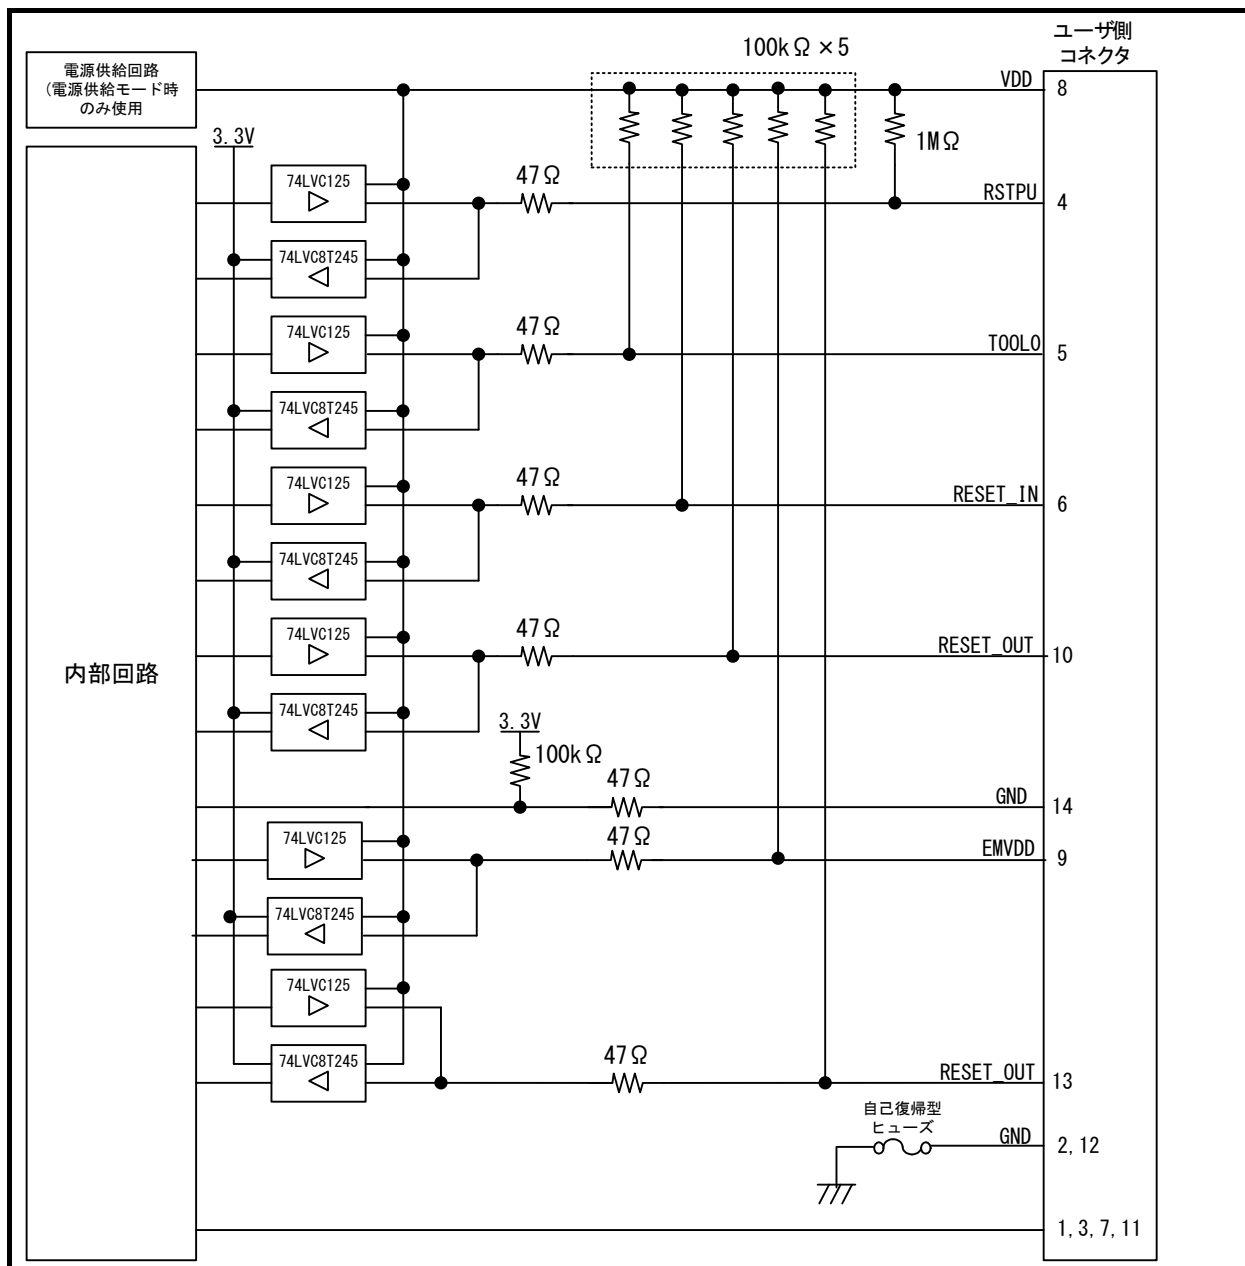 ユーザ側
コネクタ
100kΩ×5
電源供給回路
(電源供給モード時
のみ使用
VDD
8
3.3V
1MΩ
74LVC125
47Ω
RSTPU
4
74LVC8T245
74LVC125
47Ω
TOOL0
5
74LVC8T245
74LVC125
47Ω
RESET_IN
6
74LVC8T245
74LVC125
47Ω
RESET_OUT
10
内部回路
74LVC8T245
3.3V
100kΩ
47Ω
GND
14
74LVC125
47Ω
EMVDD
9
74LVC8T245
74LVC125
74LVC8T245
47Ω
RESET_OUT
13
自己復帰型
ヒューズ
GND
2,12
1,3,7,11